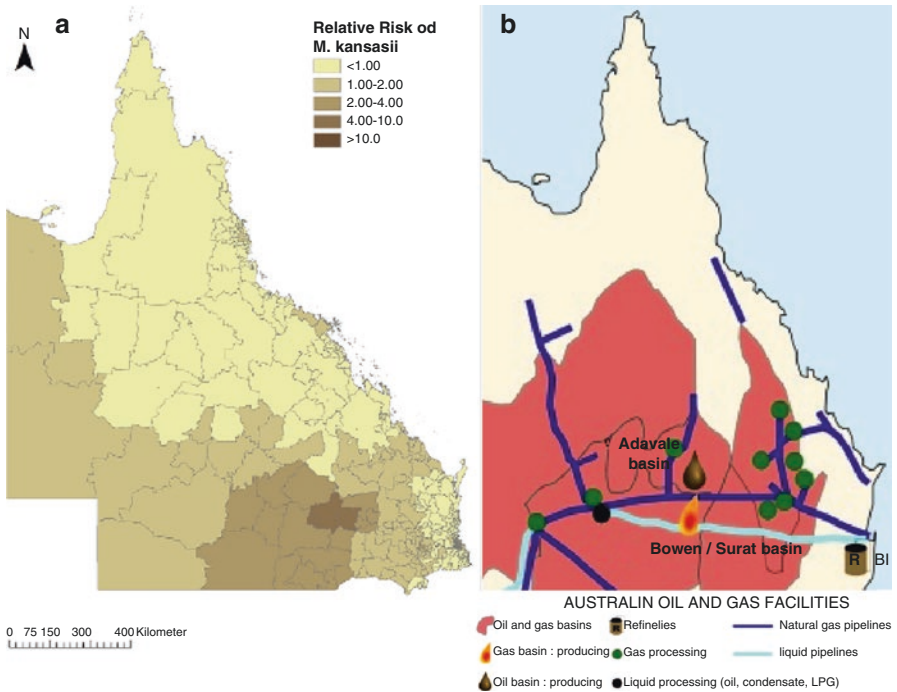 a
N
Relative Risk od
M. kansasii
<1.00
1.00-2.00
2.00-4.00
4.00-10.0
>10.0
0 75 150 300 400 Kilometer
b
Adavale
basin
Bowen / Surat basin
R BI
AUSTRALIN OIL AND GAS FACILITIES
Oil and gas basins R Refinelies Natural gas pipelines
Gas basin : producing Gas processing liquid pipelines
Oil basin : producing Liquid processing (oil, condensate, LPG)